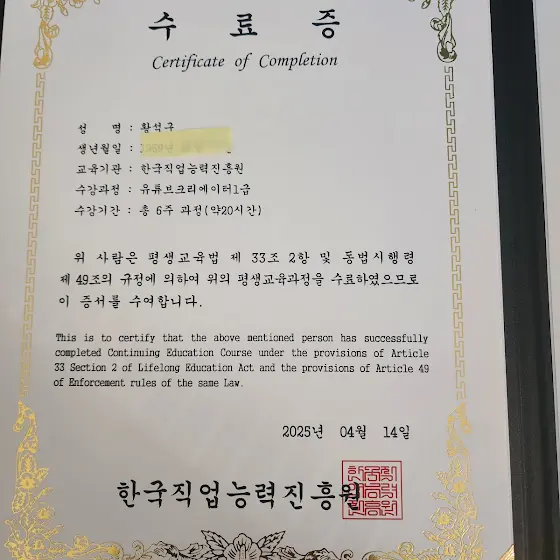 수 료 증
Certificate of Completion
성 명 : 황석구
생년월일 :
교육기관 : 한국직업능력진흥원
수강과정 : 유튜브크리에이터1급
수강기간 : 총 6주 과정(약20시간)
위 사람은 평생교육법 제 33조 2항 및 동법시행령
제 49조의 규정에 의하여 위의 평생교육과정을 수료하였으므로
이 증서를 수여합니다.
This is to certify that the above mentioned person has successfully
completed Continuing Education Course under the provisions of Article
33 Section 2 of Lifelong Education Act and the provisions of Article 49
of Enforcement rules of the same Law.
2025년 04월 14일
한국직업능력진흥원